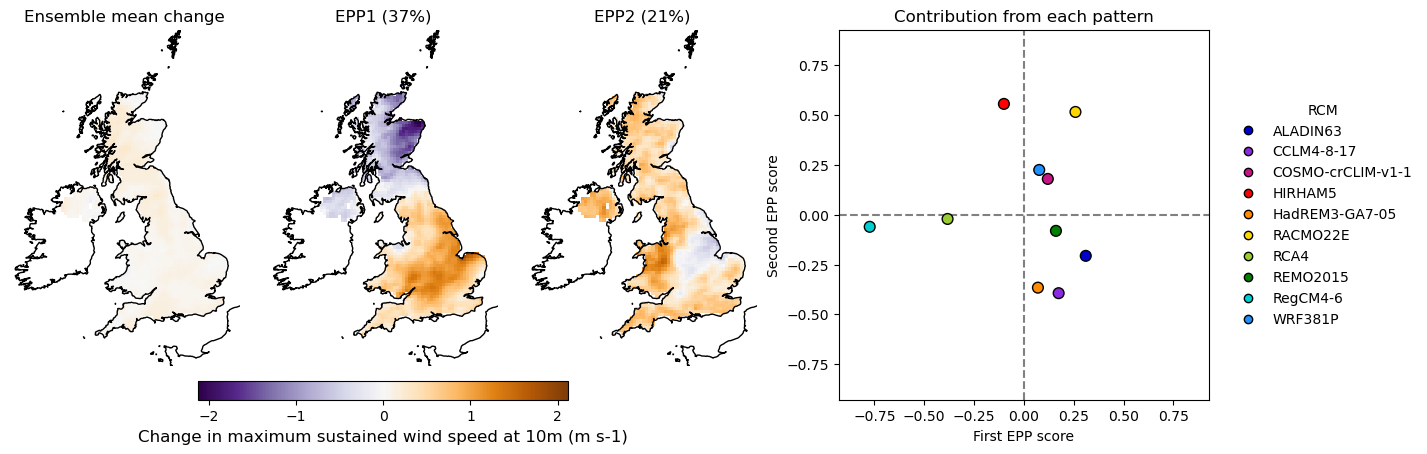 Ensemble mean change
EPP1 (37%)
EPP2 (21%)
Contribution from each pattern
−2 −1 0 1 2
Change in maximum sustained wind speed at 10m (m s-1)
Second EPP score
0.75
0.50
0.25
0.00
−0.25
−0.50
−0.75
−0.75 −0.50 −0.25 0.00 0.25 0.50 0.75
First EPP score
RCM
ALADIN63
CCLM4-8-17
COSMO-crCLIM-v1-1
HIRHAM5
HadREM3-GA7-05
RACMO22E
RCA4
REMO2015
RegCM4-6
WRF381P